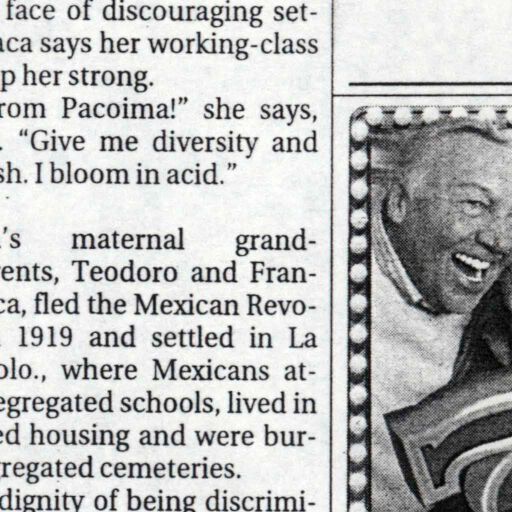 face of discouraging set-
aca says her working-class
p her strong.
rom Pacoima!” she says,
. “Give me diversity and
sh. I bloom in acid.”
’s maternal grand-
ents, Teodoro and Fran-
ca, fled the Mexican Revo-
1919 and settled in La
olo., where Mexicans at-
egregated schools, lived in
ed housing and were bur-
regated cemeteries.
dignity of being discrimi-